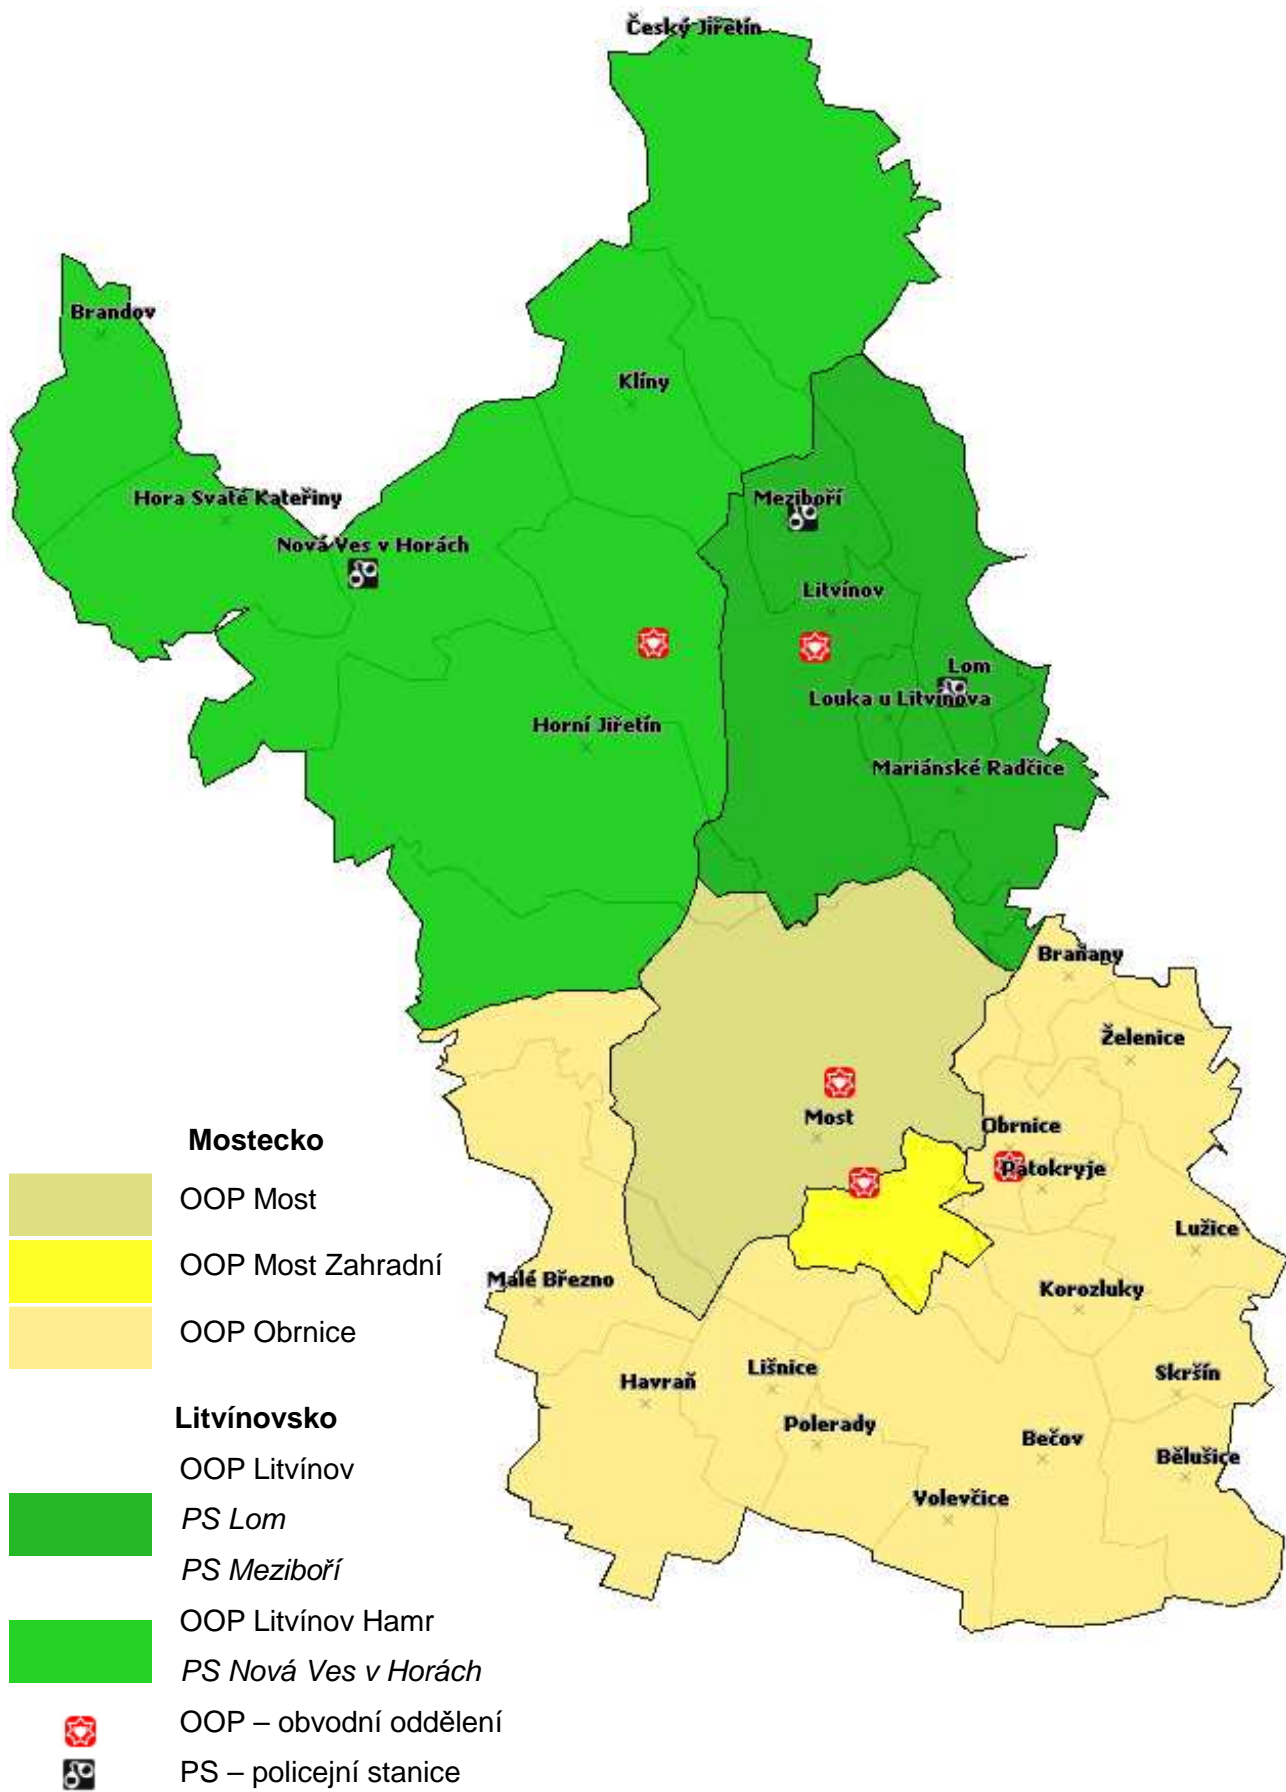 Český Jiřetín
Brandov
Klíny
Hora Svaté Kateřiny
Meziboří
Nová Ves v Horách
Litvínov
Lom
Louka u Litvínova
Horní Jiřetín
Mariánské Radčice
Braňany
Želenice
Most
Obrnice
Patokryje
Lužice
Malé Březno
Korozluky
Lišnice
Skršín
Havraň
Polerady
Bečov
Bělušice
Volevčice
Mostecko
OOP Most
OOP Most Zahradní
OOP Obrnice
Litvínovsko
OOP Litvínov
PS Lom
PS Meziboří
OOP Litvínov Hamr
PS Nová Ves v Horách
OOP – obvodní oddělení
PS – policejní stanice